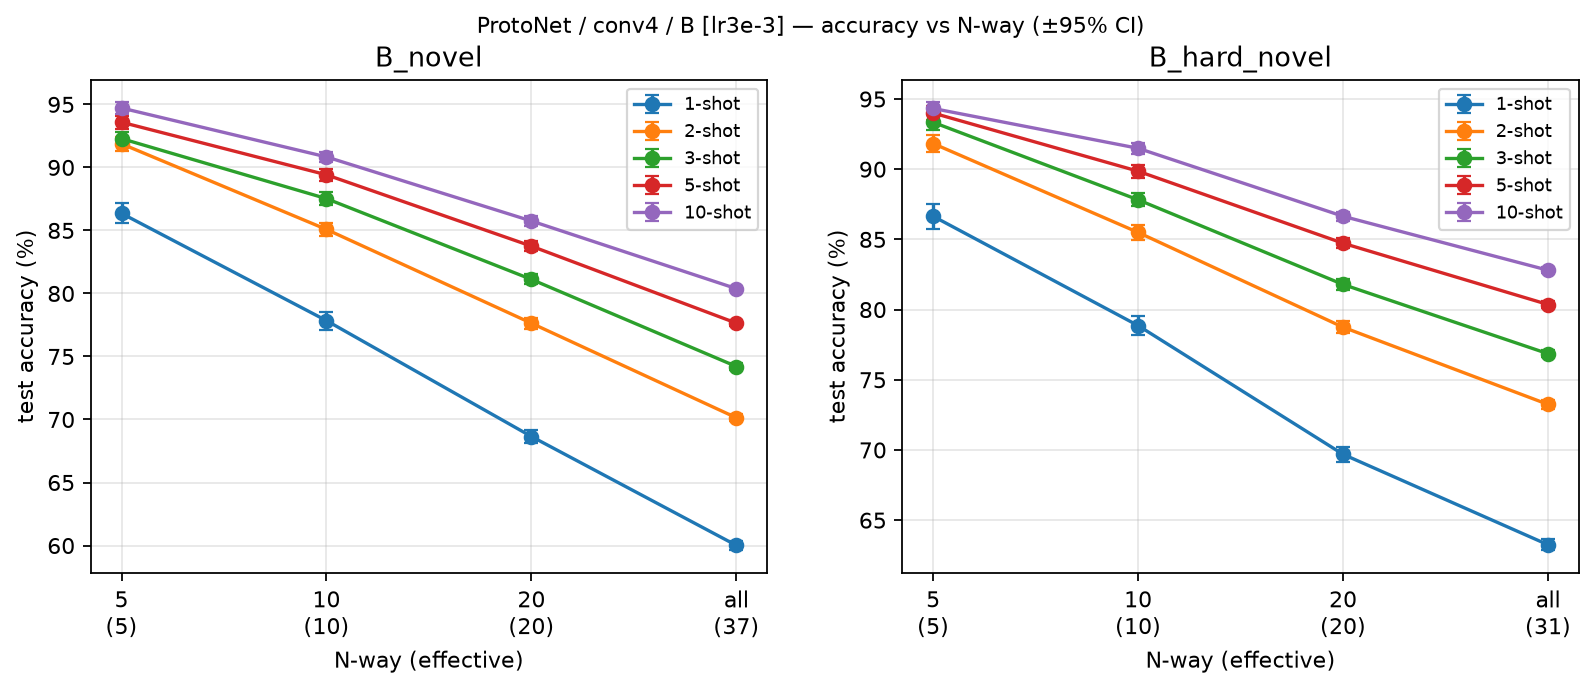 ProtoNet / conv4 / B [lr3e-3] — accuracy vs N-way (±95% CI)
B_novel
test accuracy (%)
95
90
85
80
75
70
65
60
1-shot
2-shot
3-shot
5-shot
10-shot
5 10 20 all
(5) (10) (20) (37)
N-way (effective)
B_hard_novel
test accuracy (%)
95
90
85
80
75
70
65
1-shot
2-shot
3-shot
5-shot
10-shot
5 10 20 all
(5) (10) (20) (31)
N-way (effective)